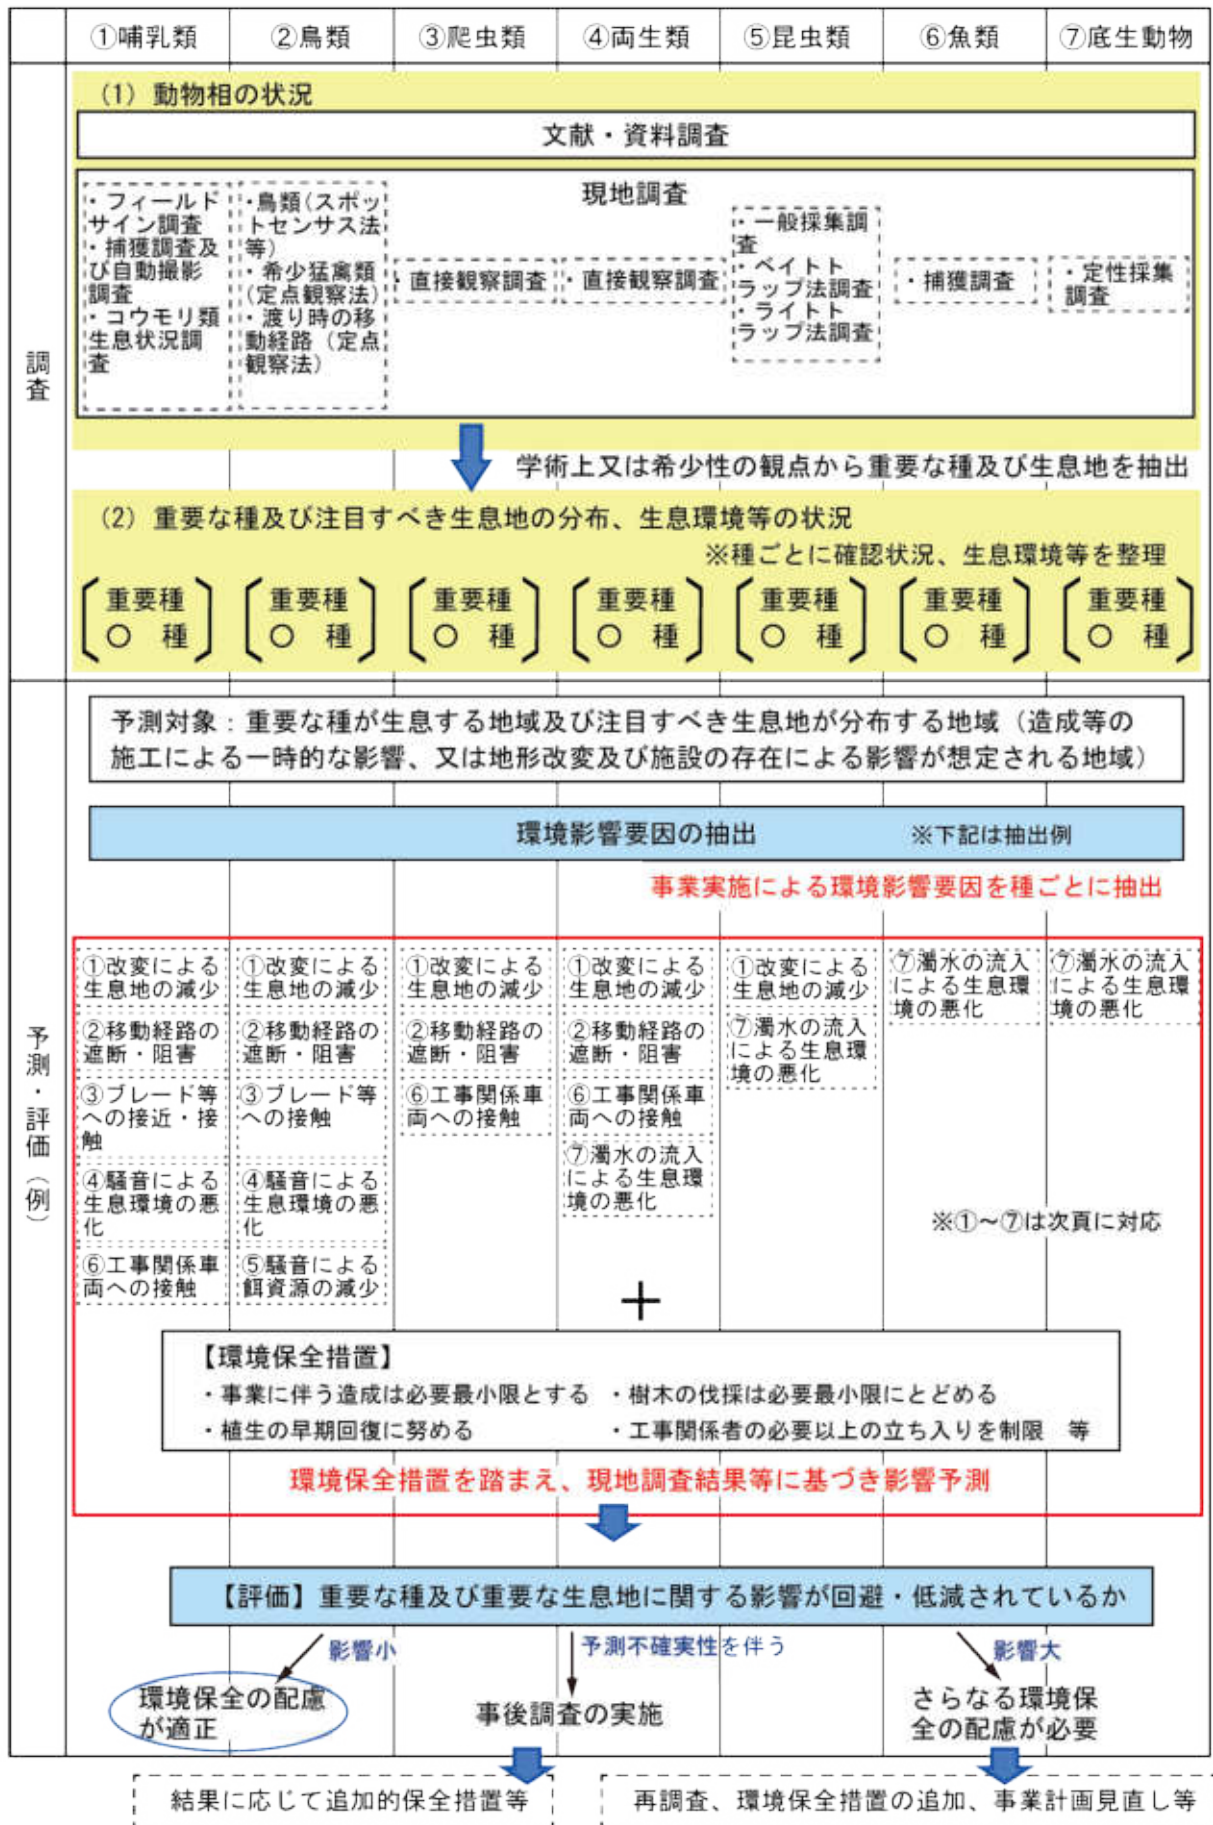 ①哺乳類 ②鳥類 ③爬虫類 ④両生類 ⑤昆虫類 ⑥魚類 ⑦底生動物
調査
(1) 動物相の状況
文献・資料調査
現地調査
・フィールド
サイン調査
・捕獲調査及
び自動撮影
調査
・コウモリ類
生息状況調
査
・鳥類(スポッ
トセンサス法
等)
・希少猛禽類
(定点観察法)
・渡り時の移
動経路(定点
観察法)
・直接観察調査
・直接観察調査
・一般採集調
査
・ベイトト
ラップ法調査
・ライトト
ラップ法調査
・捕獲調査
・定性採集
調査
学術上又は希少性の観点から重要な種及び生息地を抽出
(2) 重要な種及び注目すべき生息地の分布、生息環境等の状況
※種ごとに確認状況、生息環境等を整理
重要種 重要種 重要種 重要種 重要種 重要種 重要種
〇 種 〇 種 〇 種 〇 種 〇 種 〇 種 〇 種
予測・評価(例)
予測対象:重要な種が生息する地域及び注目すべき生息地が分布する地域(造成等の
施工による一時的な影響、又は地形改変及び施設の存在による影響が想定される地域)
環境影響要因の抽出 ※下記は抽出例
事業実施による環境影響要因を種ごとに抽出
①改変による
生息地の減少
②移動経路の
遮断・阻害
③ブレード等
への接近・接
触
④騒音による
生息環境の悪
化
⑥工事関係車
両への接触
①改変による
生息地の減少
②移動経路の
遮断・阻害
③ブレード等
への接触
④騒音による
生息環境の悪
化
⑤騒音による
餌資源の減少
①改変による
生息地の減少
②移動経路の
遮断・阻害
⑥工事関係車
両への接触
①改変による
生息地の減少
②移動経路の
遮断・阻害
⑥工事関係車
両への接触
⑦濁水の流入
による生息環
境の悪化
①改変による
生息地の減少
⑦濁水の流入
による生息環
境の悪化
⑦濁水の流入
による生息環
境の悪化
⑦濁水の流入
による生息環
境の悪化
※①~⑦は次頁に対応
+
【環境保全措置】
・事業に伴う造成は必要最小限とする ・樹木の伐採は必要最小限にとどめる
・植生の早期回復に努める ・工事関係者の必要以上の立ち入りを制限 等
環境保全措置を踏まえ、現地調査結果等に基づき影響予測
【評価】重要な種及び重要な生息地に関する影響が回避・低減されているか
影響小 予測不確実性を伴う 影響大
環境保全の配慮
が適正
事後調査の実施
さらなる環境保
全の配慮が必要
結果に応じて追加的保全措置等
再調査、環境保全措置の追加、事業計画見直し等